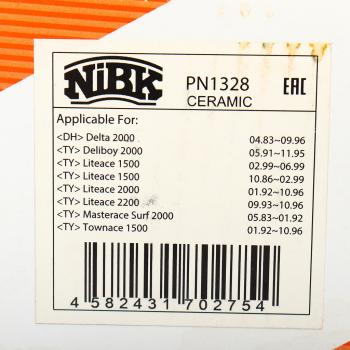 NiBK
PN1328
CERAMIC
EAC
Applicable For:
<DH> Delta 2000 04.83-09.96
<TY> Deliboy 2000 05.91-11.95
<TY> Liteace 1500 02.99-06.99
<TY> Liteace 1500 10.86-02.99
<TY> Liteace 2000 01.92-10.96
<TY> Liteace 2200 09.93-10.96
<TY> Masterace Surf 2000 05.83-01.92
<TY> Townace 1500 01.92-10.96
4 582431 702754